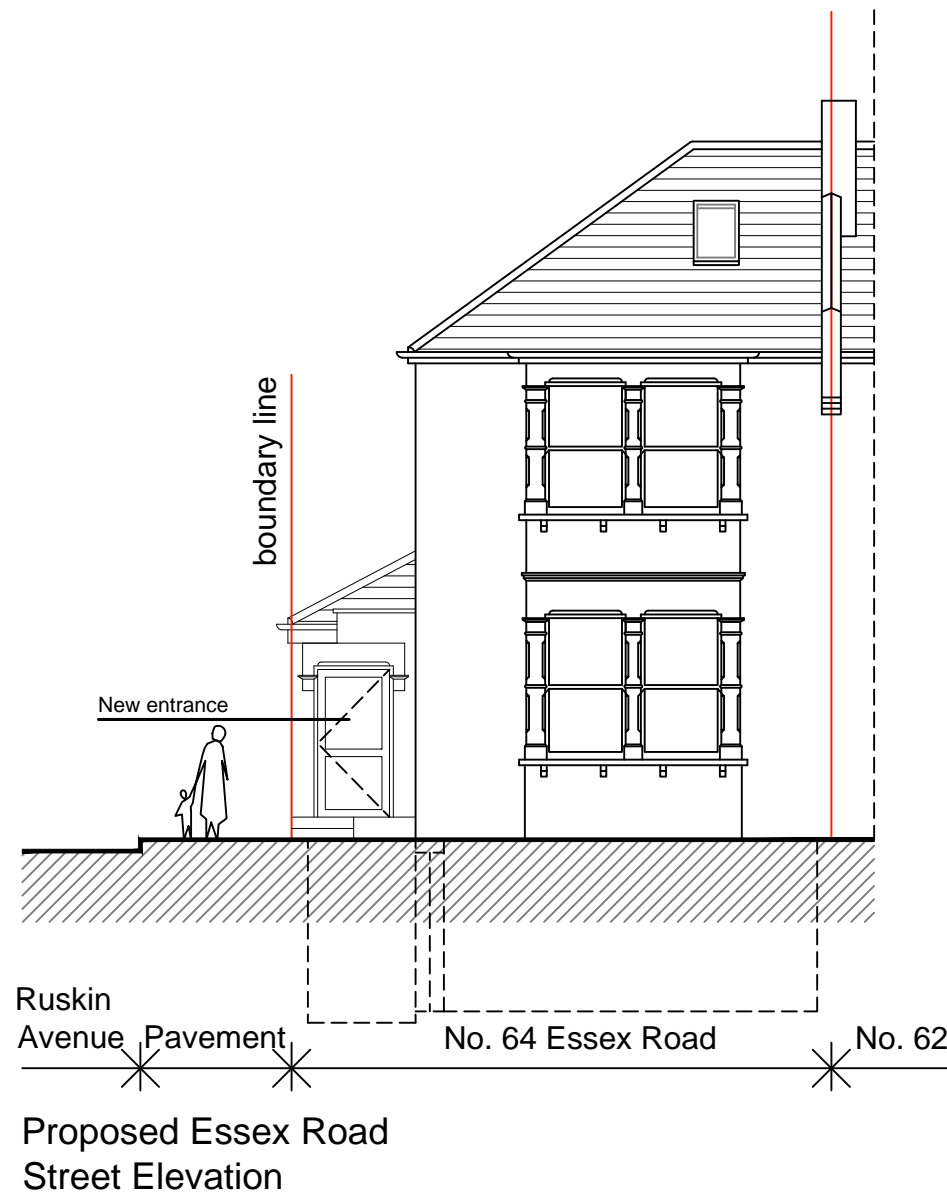 boundary line
New entrance
Ruskin
Avenue
Pavement
No. 64 Essex Road
No. 62
Proposed Essex Road
Street Elevation